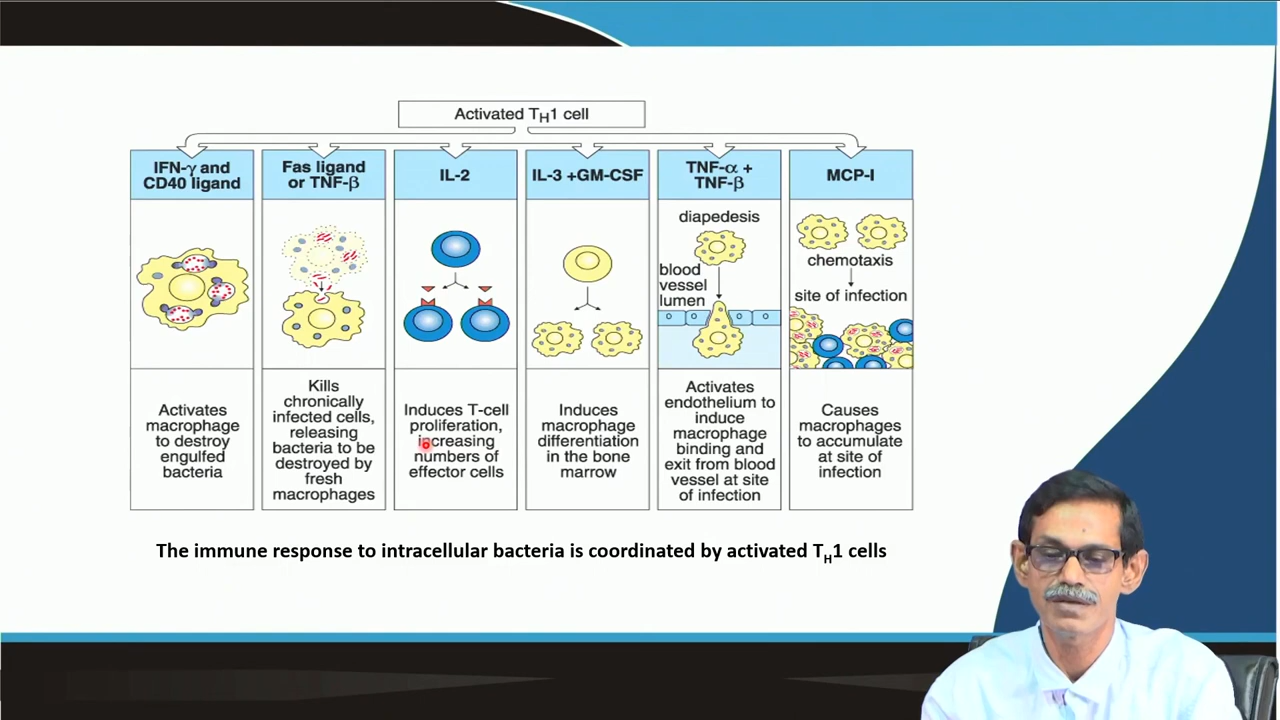 Activated TH1 cell
IFN-γ and
CD40 ligand
Fas ligand
or TNF-β
IL-2
IL-3 +GM-CSF
TNF-α +
TNF-β
MCP-I
diapedesis
blood
vessel
lumen
chemotaxis
site of infection
Activates
macrophage
to destroy
engulfed
bacteria
Kills
chronically
infected cells,
releasing
bacteria to be
destroyed by
fresh
macrophages
Induces T-cell
proliferation,
increasing
numbers of
effector cells
Induces
macrophage
differentiation
in the bone
marrow
Activates
endothelium to
induce
macrophage
binding and
exit from blood
vessel at site
of infection
Causes
macrophages
to accumulate
at site of
infection
The immune response to intracellular bacteria is coordinated by activated TH1 cells